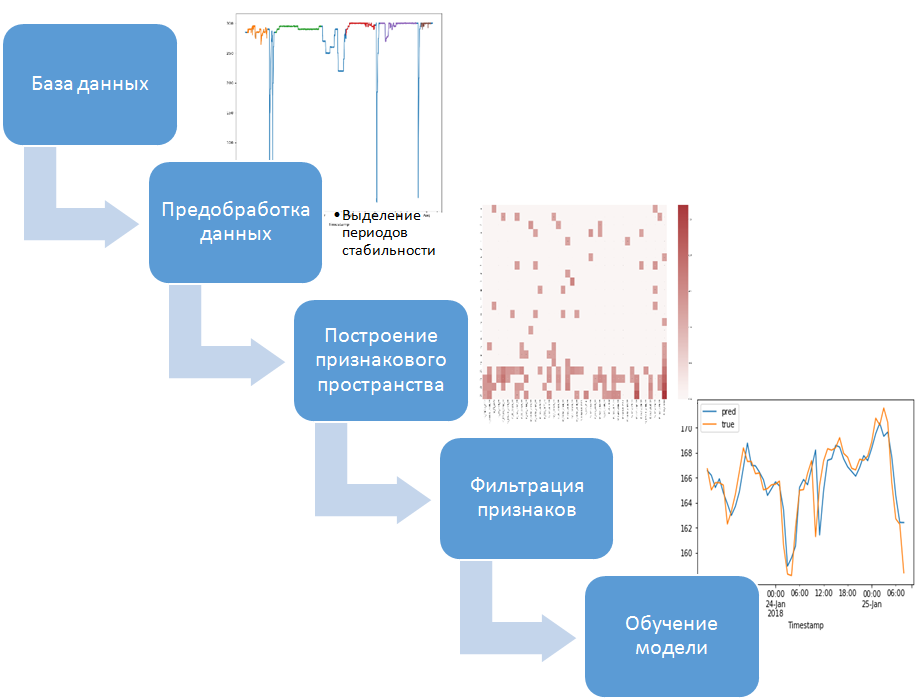 База данных
Предобработка
данных
•Выделение
периодов
стабильности
Построение
признакового
пространства
Фильтрация
признаков
pred
true
170
168
166
164
162
160
00:00 06:00 12:00 18:00 00:00 06:00
24-Jan 25-Jan
2018
Timestamp
Обучение
модели